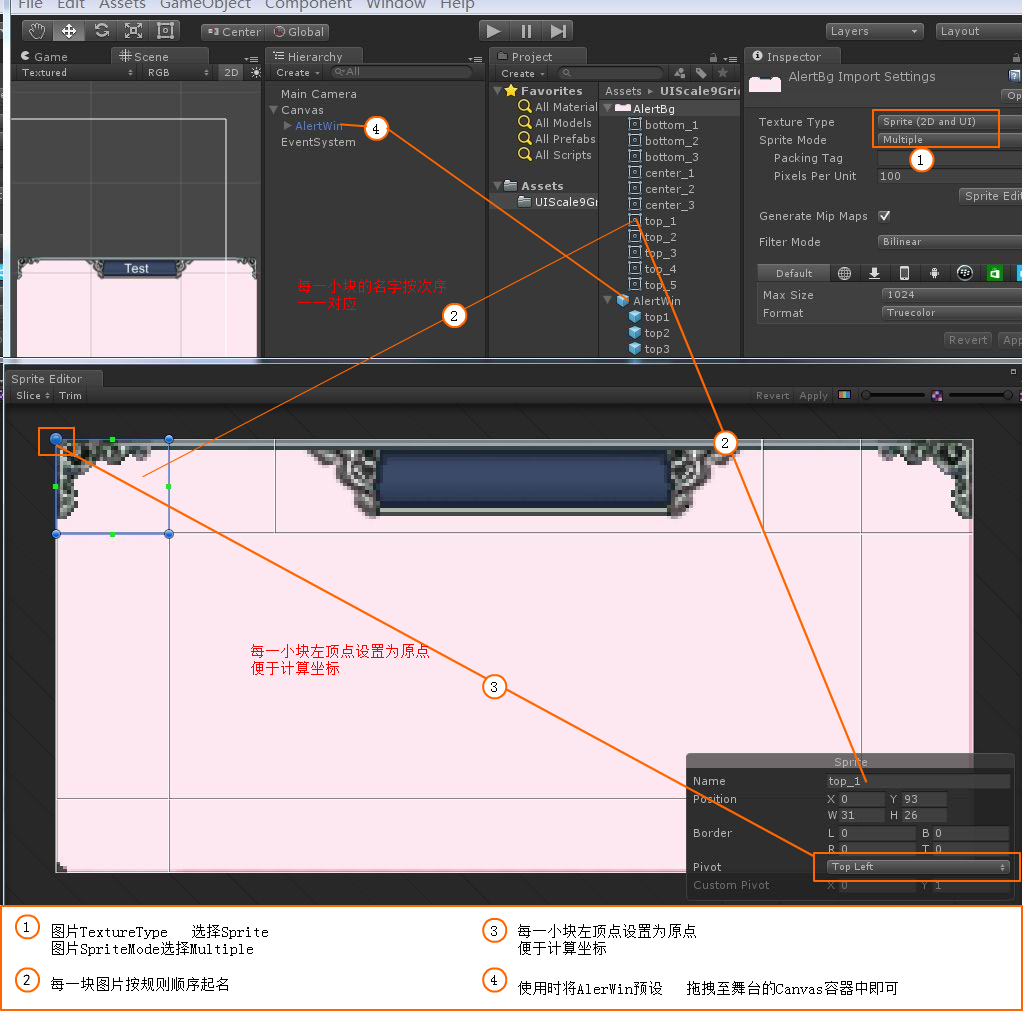 File Edit Assets GameObject Component Window Help
Center Global
Layers Layout
Game Scene
Textured RGB 2D
Hierarchy
Create All
Main Camera
Canvas
AlertWin
EventSystem
4
Project
Create
Favorites
All Material
All Models
All Prefabs
All Scripts
Assets
UIScale9Gr
Assets UIScale9Grid
AlertBg
bottom_1
bottom_2
bottom_3
center_1
center_2
center_3
top_1
top_2
top_3
top_4
top_5
AlertWin
top1
top2
top3
Inspector
AlertBg Import Settings
Op
Texture Type Sprite (2D and UI)
Sprite Mode Multiple
1
Packing Tag
Pixels Per Unit 100
Sprite Edit
Generate Mip Maps
Filter Mode Bilinear
Default
Max Size 1024
Format Truecolor
Revert App
Test
每一小块的名字按次序
一一对应
2
Sprite Editor
Slice Trim
Revert Apply
2
每一小块左顶点设置为原点
便于计算坐标
3
Sprite
Name top_1
Position X 0 Y 93
W 31 H 26
Border L 0 B 0
R 0 T 0
Pivot Top Left
Custom Pivot X 0 Y 1
1 图片TextureType 选择Sprite
图片SpriteMode选择Multiple
2 每一块图片按规则顺序起名
3 每一小块左顶点设置为原点
便于计算坐标
4 使用时将AlerWin预设 拖拽至舞台的Canvas容器中即可